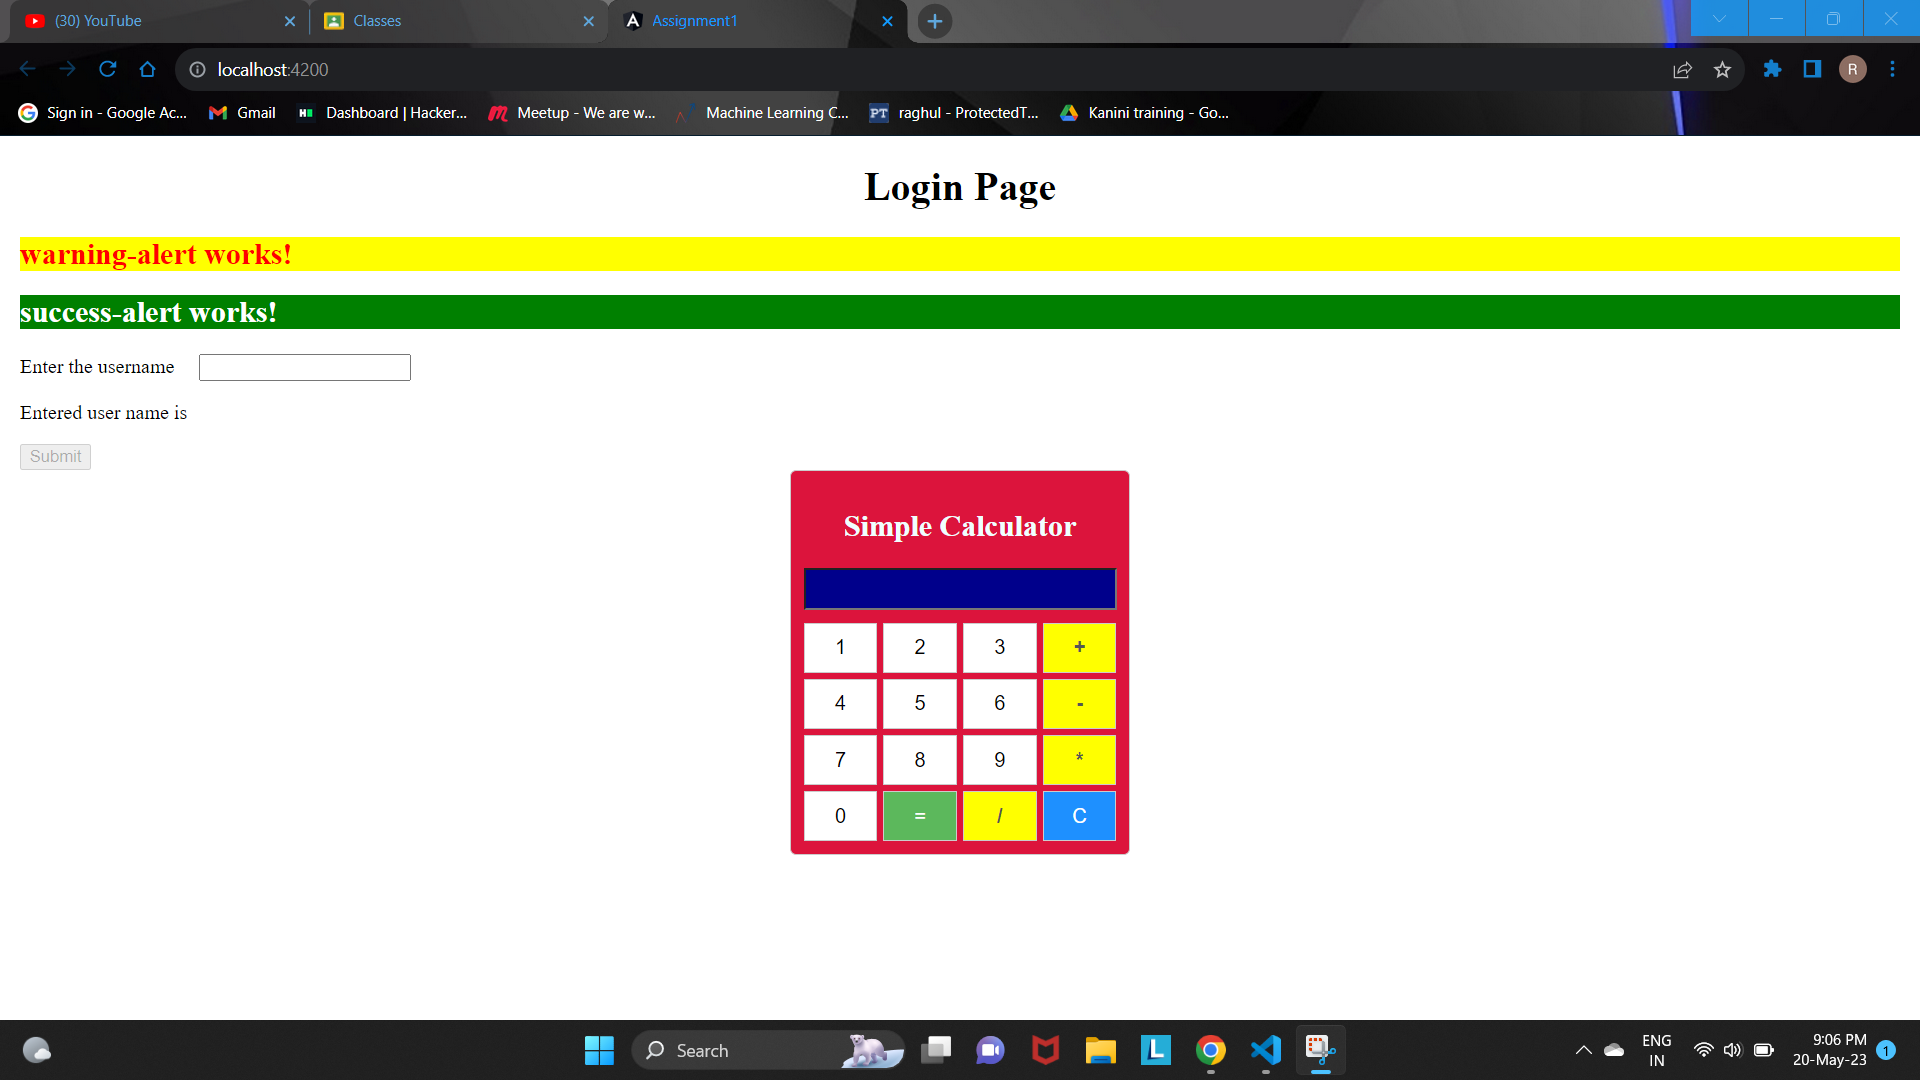 (30) YouTube
Classes
Assignment1
localhost:4200
R
Sign in - Google Ac...
Gmail
Dashboard | Hacker...
Meetup - We are w...
Machine Learning C...
PT
raghul - ProtectedT...
Kanini training - Go...
Login Page
warning-alert works!
success-alert works!
Enter the username
Entered user name is
Submit
Simple Calculator
1 2 3 +
4 5 6 -
7 8 9 *
0 = / C
Search
L
ENG
IN
9:06 PM
20-May-23
1